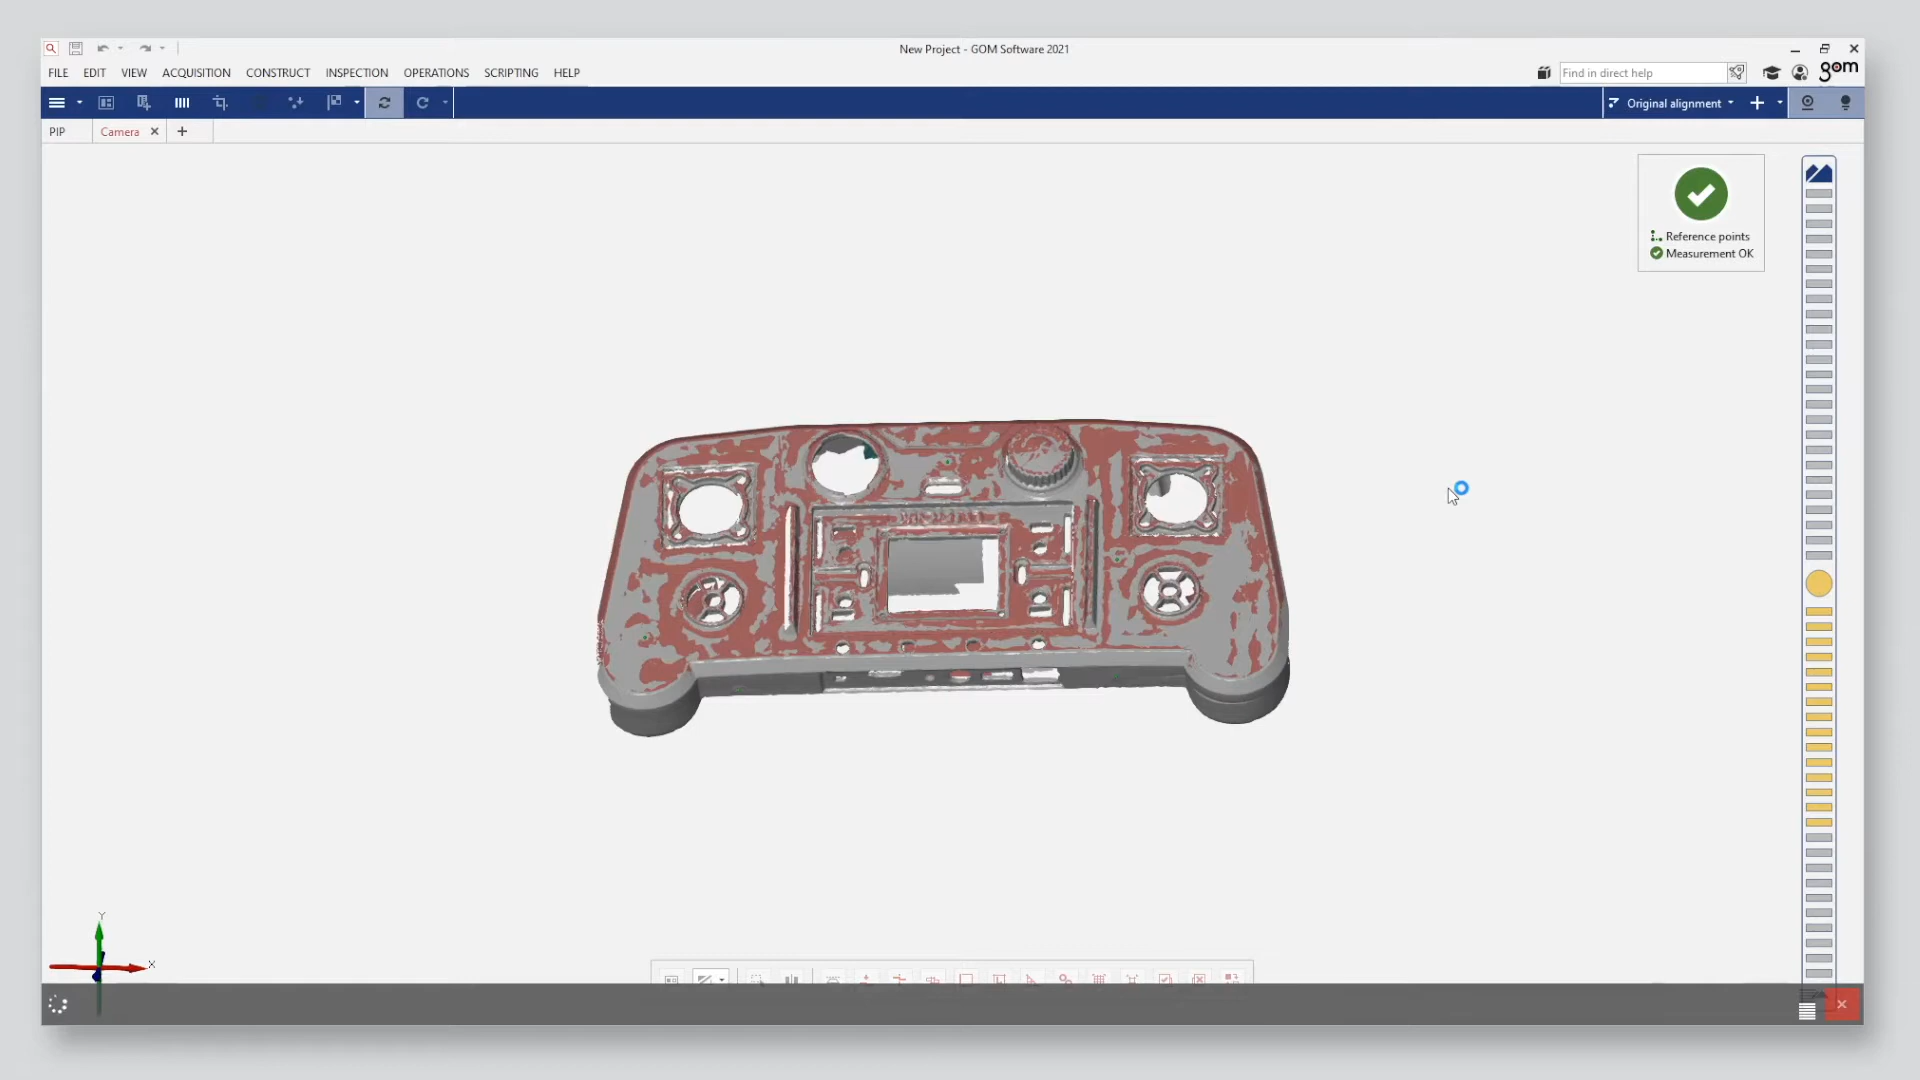 New Project - GOM Software 2021
FILE EDIT VIEW ACQUISITION CONSTRUCT INSPECTION OPERATIONS SCRIPTING HELP
Find in direct help
gom
Original alignment
PIP Camera
Reference points
Measurement OK
Y
X